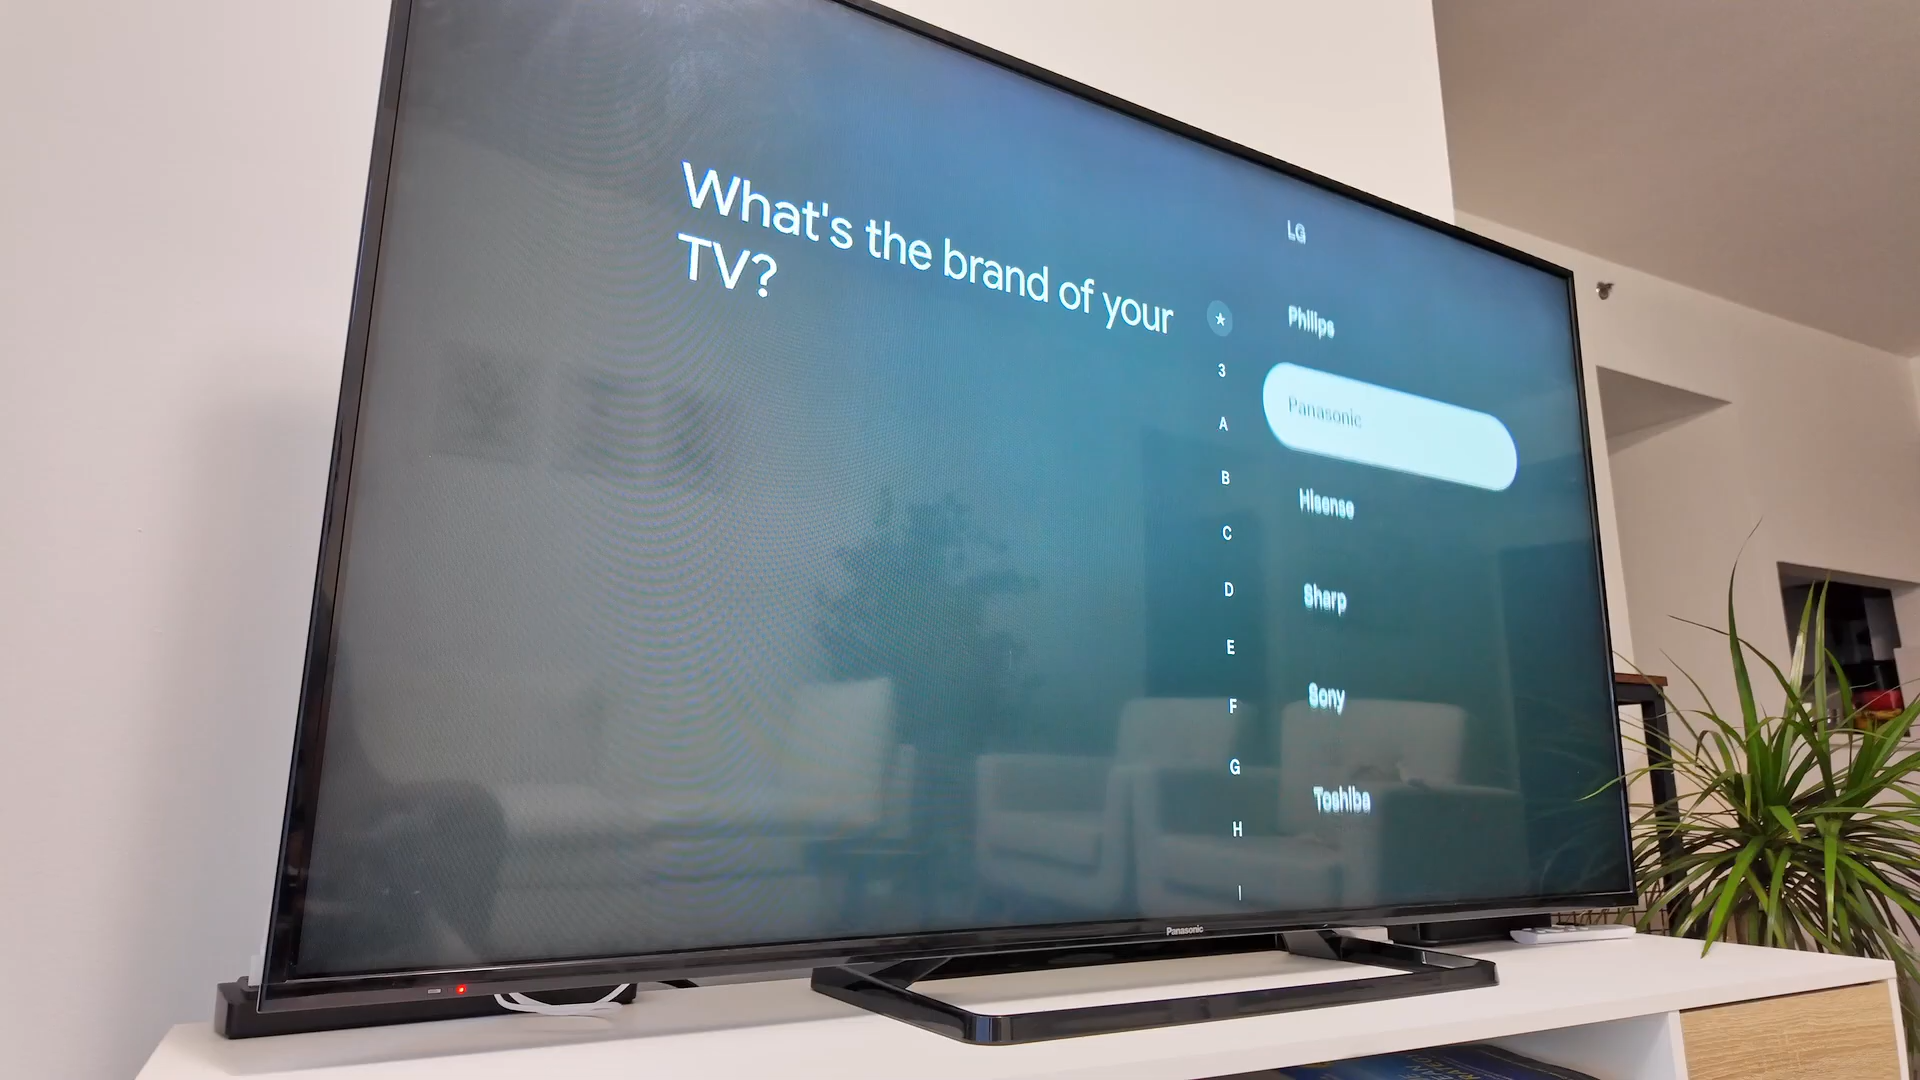 What's the brand of your
TV?
★
3
A
B
C
D
E
F
G
H
I
LG
Philips
Panasonic
Hisense
Sharp
Sony
Toshiba
Panasonic